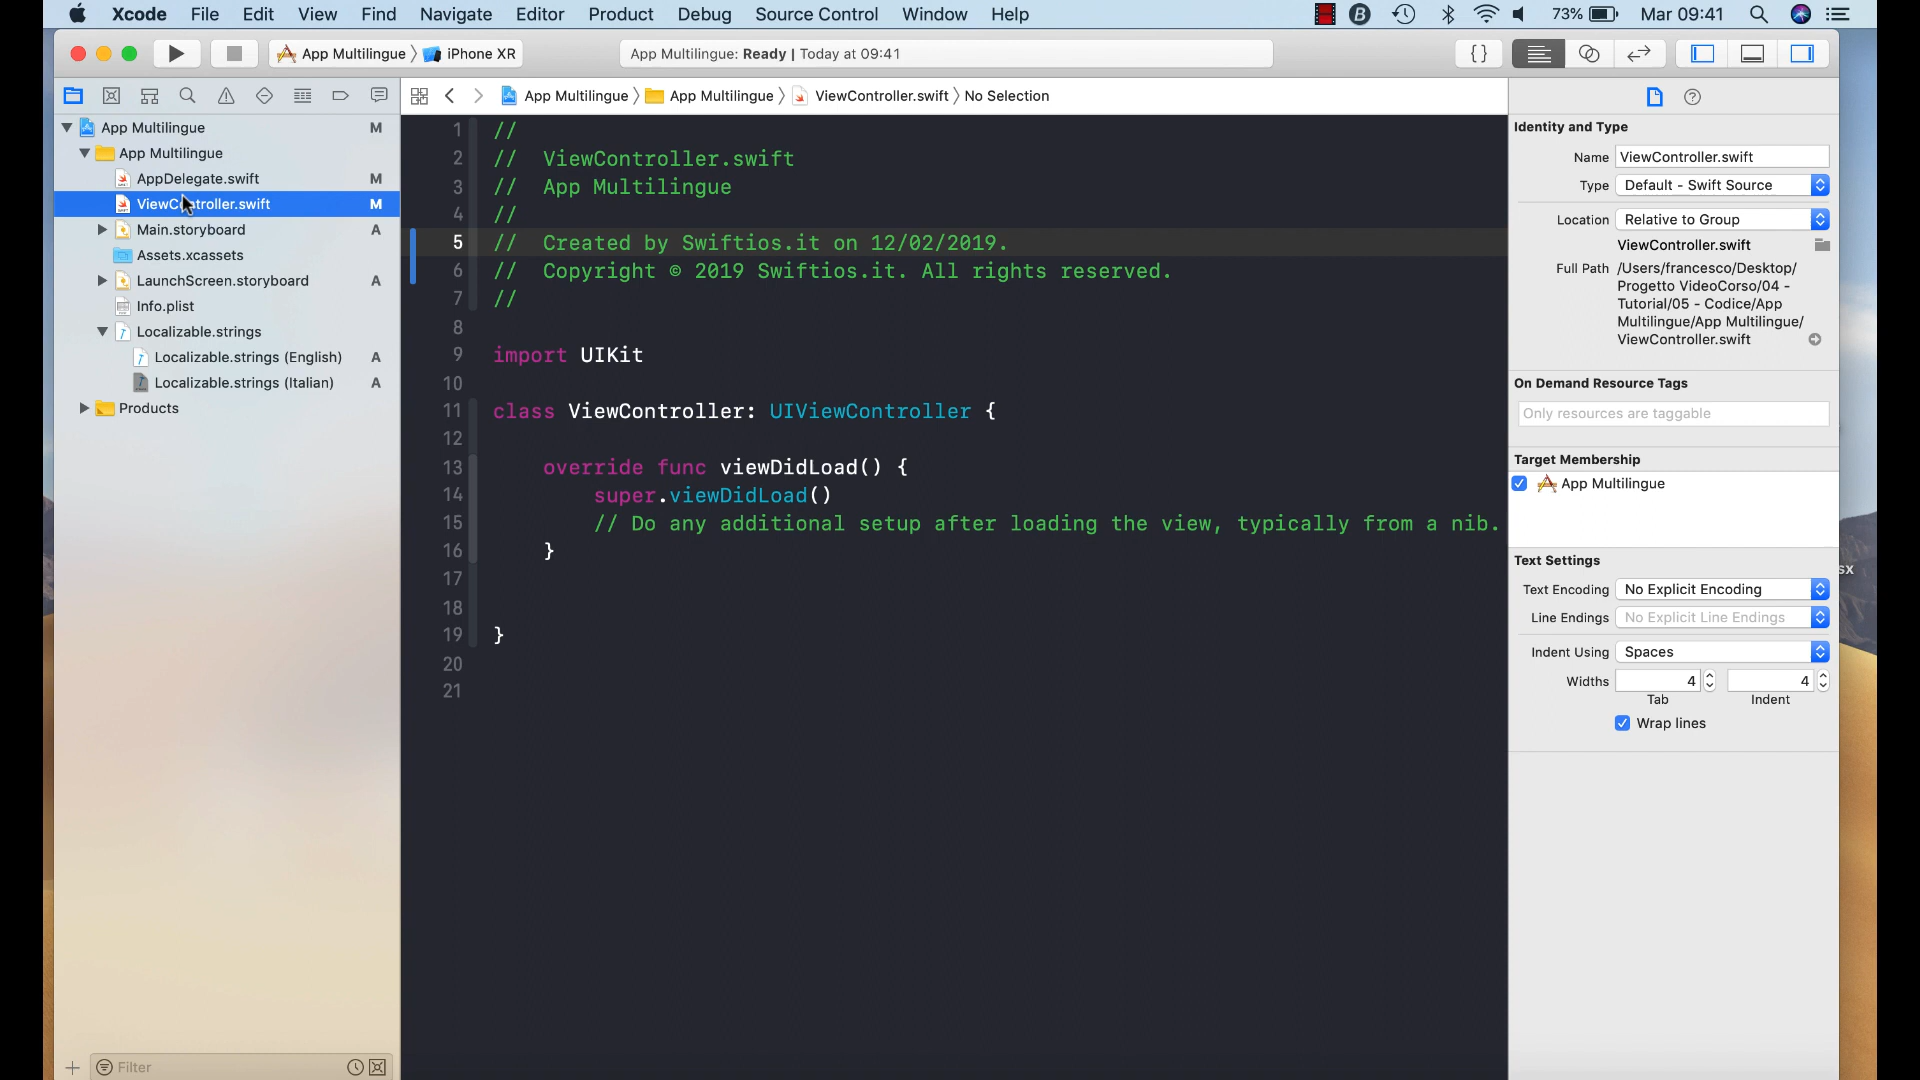 Xcode File Edit View Find Navigate Editor Product Debug Source Control Window Help 73% Mar 09:41
App Multilingue iPhone XR App Multilingue: Ready | Today at 09:41 {}
App Multilingue App Multilingue ViewController.swift No Selection
App Multilingue M
App Multilingue
AppDelegate.swift M
ViewController.swift M
Main.storyboard A
Assets.xcassets
LaunchScreen.storyboard A
Info.plist
Localizable.strings
Localizable.strings (English) A
Localizable.strings (Italian) A
Products
Filter
1 //
2 // ViewController.swift
3 // App Multilingue
4 //
5 // Created by Swiftios.it on 12/02/2019.
6 // Copyright © 2019 Swiftios.it. All rights reserved.
7 //
8
9 import UIKit
10
11 class ViewController: UIViewController {
12
13 override func viewDidLoad() {
14 super.viewDidLoad()
15 // Do any additional setup after loading the view, typically from a nib.
16 }
17
18
19 }
20
21
Identity and Type
Name ViewController.swift
Type Default - Swift Source
Location Relative to Group
ViewController.swift
Full Path /Users/francesco/Desktop/
Progetto VideoCorso/04 -
Tutorial/05 - Codice/App
Multilingue/App Multilingue/
ViewController.swift
On Demand Resource Tags
Only resources are taggable
Target Membership
App Multilingue
Text Settings
Text Encoding No Explicit Encoding
Line Endings No Explicit Line Endings
Indent Using Spaces
Widths 4 4
Tab Indent
Wrap lines
sx